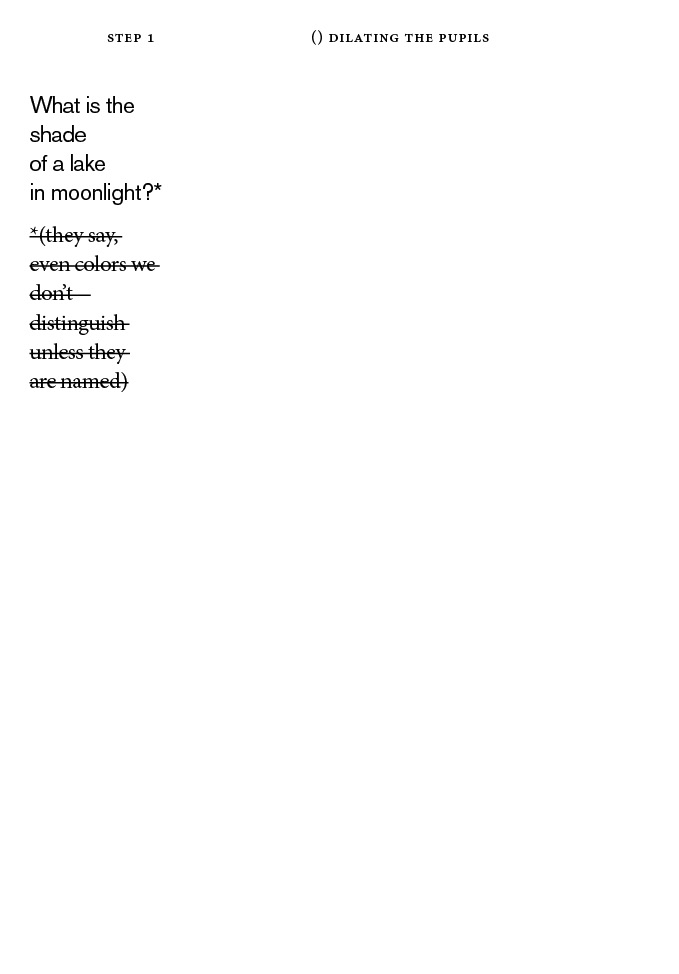 STEP 1
() DILATING THE PUPILS
What is the
shade
of a lake
in moonlight?*
*(they say,
even colors we
don’t
distinguish
unless they
are named)